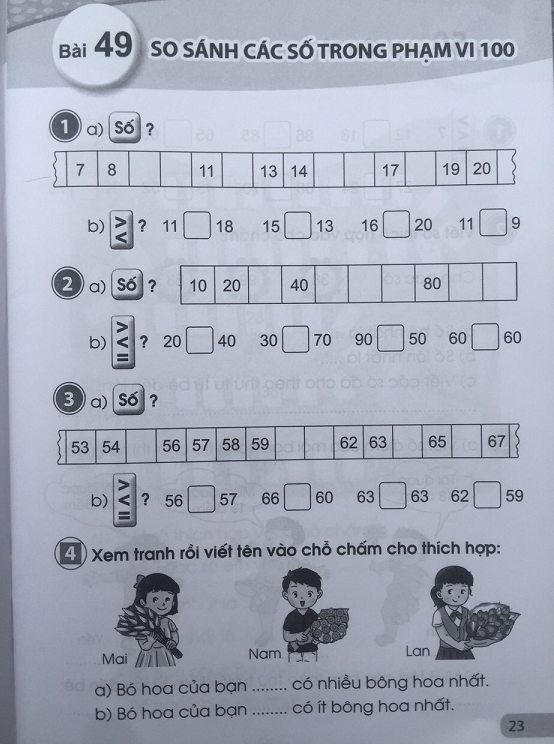 Bài 49 SO SÁNH CÁC SỐ TRONG PHẠM VI 100
1 a) Số ?
7 8 11 13 14 17 19 20
b) > < ? 11 18 15 13 16 20 11 9
2 a) Số ? 10 20 40 80
b) > < = ? 20 40 30 70 90 50 60 60
3 a) Số ?
53 54 56 57 58 59 62 63 65 67
b) > < = ? 56 57 66 60 63 63 62 59
4 Xem tranh rồi viết tên vào chỗ chấm cho thích hợp:
Mai Nam Lan
a) Bó hoa của bạn ........ có nhiều bông hoa nhất.
b) Bó hoa của bạn ........ có ít bông hoa nhất.
23